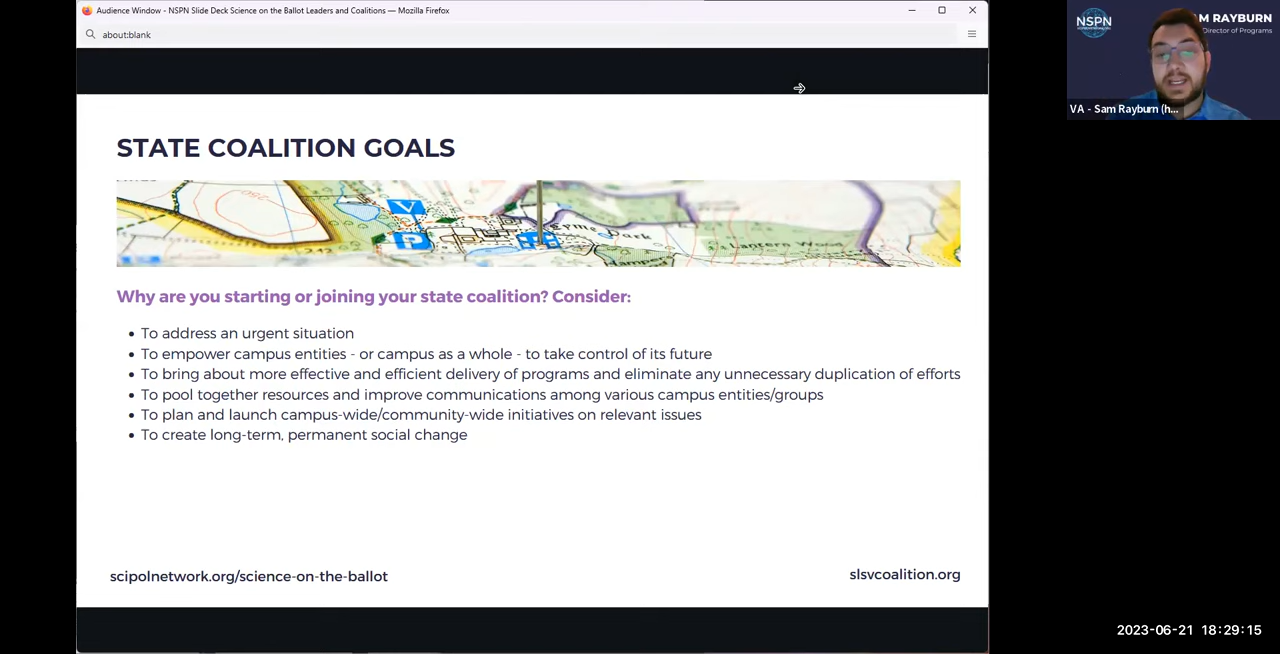 Audience Window - NSPN Slide Deck Science on the Ballot Leaders and Coalitions — Mozilla Firefox
about:blank
NSPN
M RAYBURN
Director of Programs
VA - Sam Rayburn (h...
STATE COALITION GOALS
V
P
Lantern Wood
Why are you starting or joining your state coalition? Consider:
• To address an urgent situation
• To empower campus entities - or campus as a whole - to take control of its future
• To bring about more effective and efficient delivery of programs and eliminate any unnecessary duplication of efforts
• To pool together resources and improve communications among various campus entities/groups
• To plan and launch campus-wide/community-wide initiatives on relevant issues
• To create long-term, permanent social change
scipolnetwork.org/science-on-the-ballot
slsvcoalition.org
2023-06-21 18:29:15